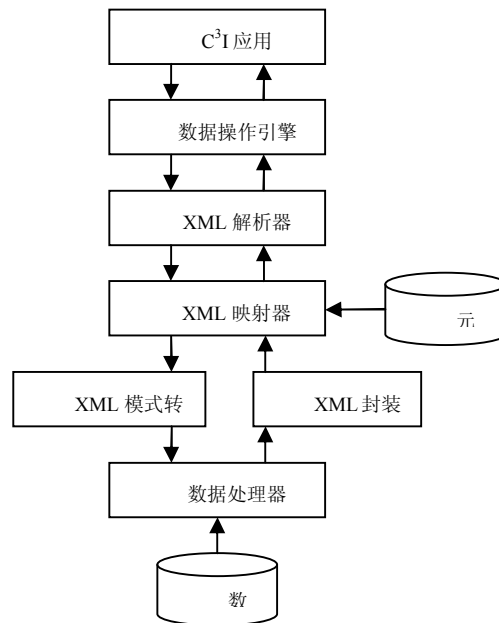 C³I 应用
数据操作引擎
XML 解析器
XML 映射器
元
XML 模式转
XML 封装
数据处理器
数